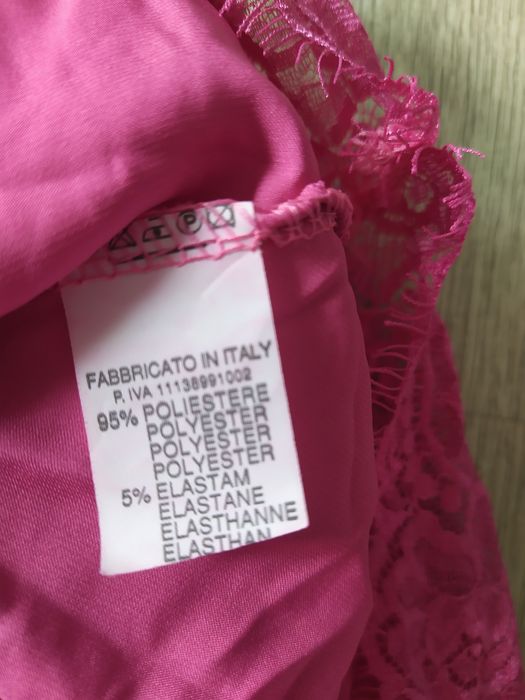 FABBRICATO IN ITALY
P. IVA 11138991002
95% POLIESTERE
POLYESTER
POLYESTER
POLYESTER
5% ELASTAM
ELASTANE
ELASTHANNE
ELASTHAN